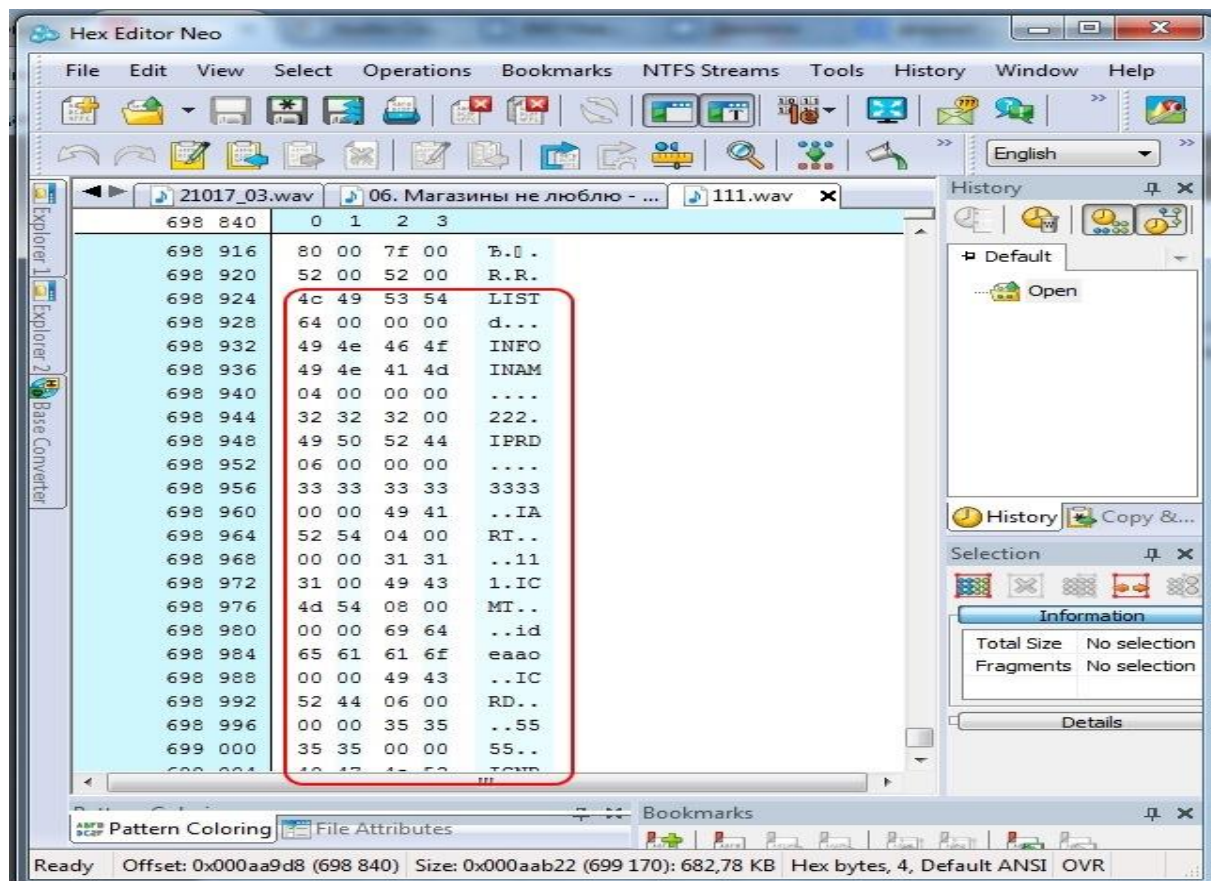 Hex Editor Neo
File Edit View Select Operations Bookmarks NTFS Streams Tools History Window Help
English
21017_03.wav 06. Магазины не люблю - ... 111.wav
History
698 840 0 1 2 3
698 916 80 00 7f 00 Ђ.▯.
698 920 52 00 52 00 R.R.
698 924 4c 49 53 54 LIST
698 928 64 00 00 00 d...
698 932 49 4e 46 4f INFO
698 936 49 4e 41 4d INAM
698 940 04 00 00 00 ....
698 944 32 32 32 00 222.
698 948 49 50 52 44 IPRD
698 952 06 00 00 00 ....
698 956 33 33 33 33 3333
698 960 00 00 49 41 ..IA
698 964 52 54 04 00 RT..
698 968 00 00 31 31 ..11
698 972 31 00 49 43 1.IC
698 976 4d 54 08 00 MT..
698 980 00 00 69 64 ..id
698 984 65 61 61 6f eaao
698 988 00 00 49 43 ..IC
698 992 52 44 06 00 RD..
698 996 00 00 35 35 ..55
699 000 35 35 00 00 55..
Explorer 1
Explorer 2
Base Converter
Default
Open
History Copy &...
Selection
Information
Total Size No selection
Fragments No selection
Details
Bookmarks
Pattern Coloring File Attributes
Ready Offset: 0x000aa9d8 (698 840) Size: 0x000aab22 (699 170): 682,78 KB Hex bytes, 4, Default ANSI OVR